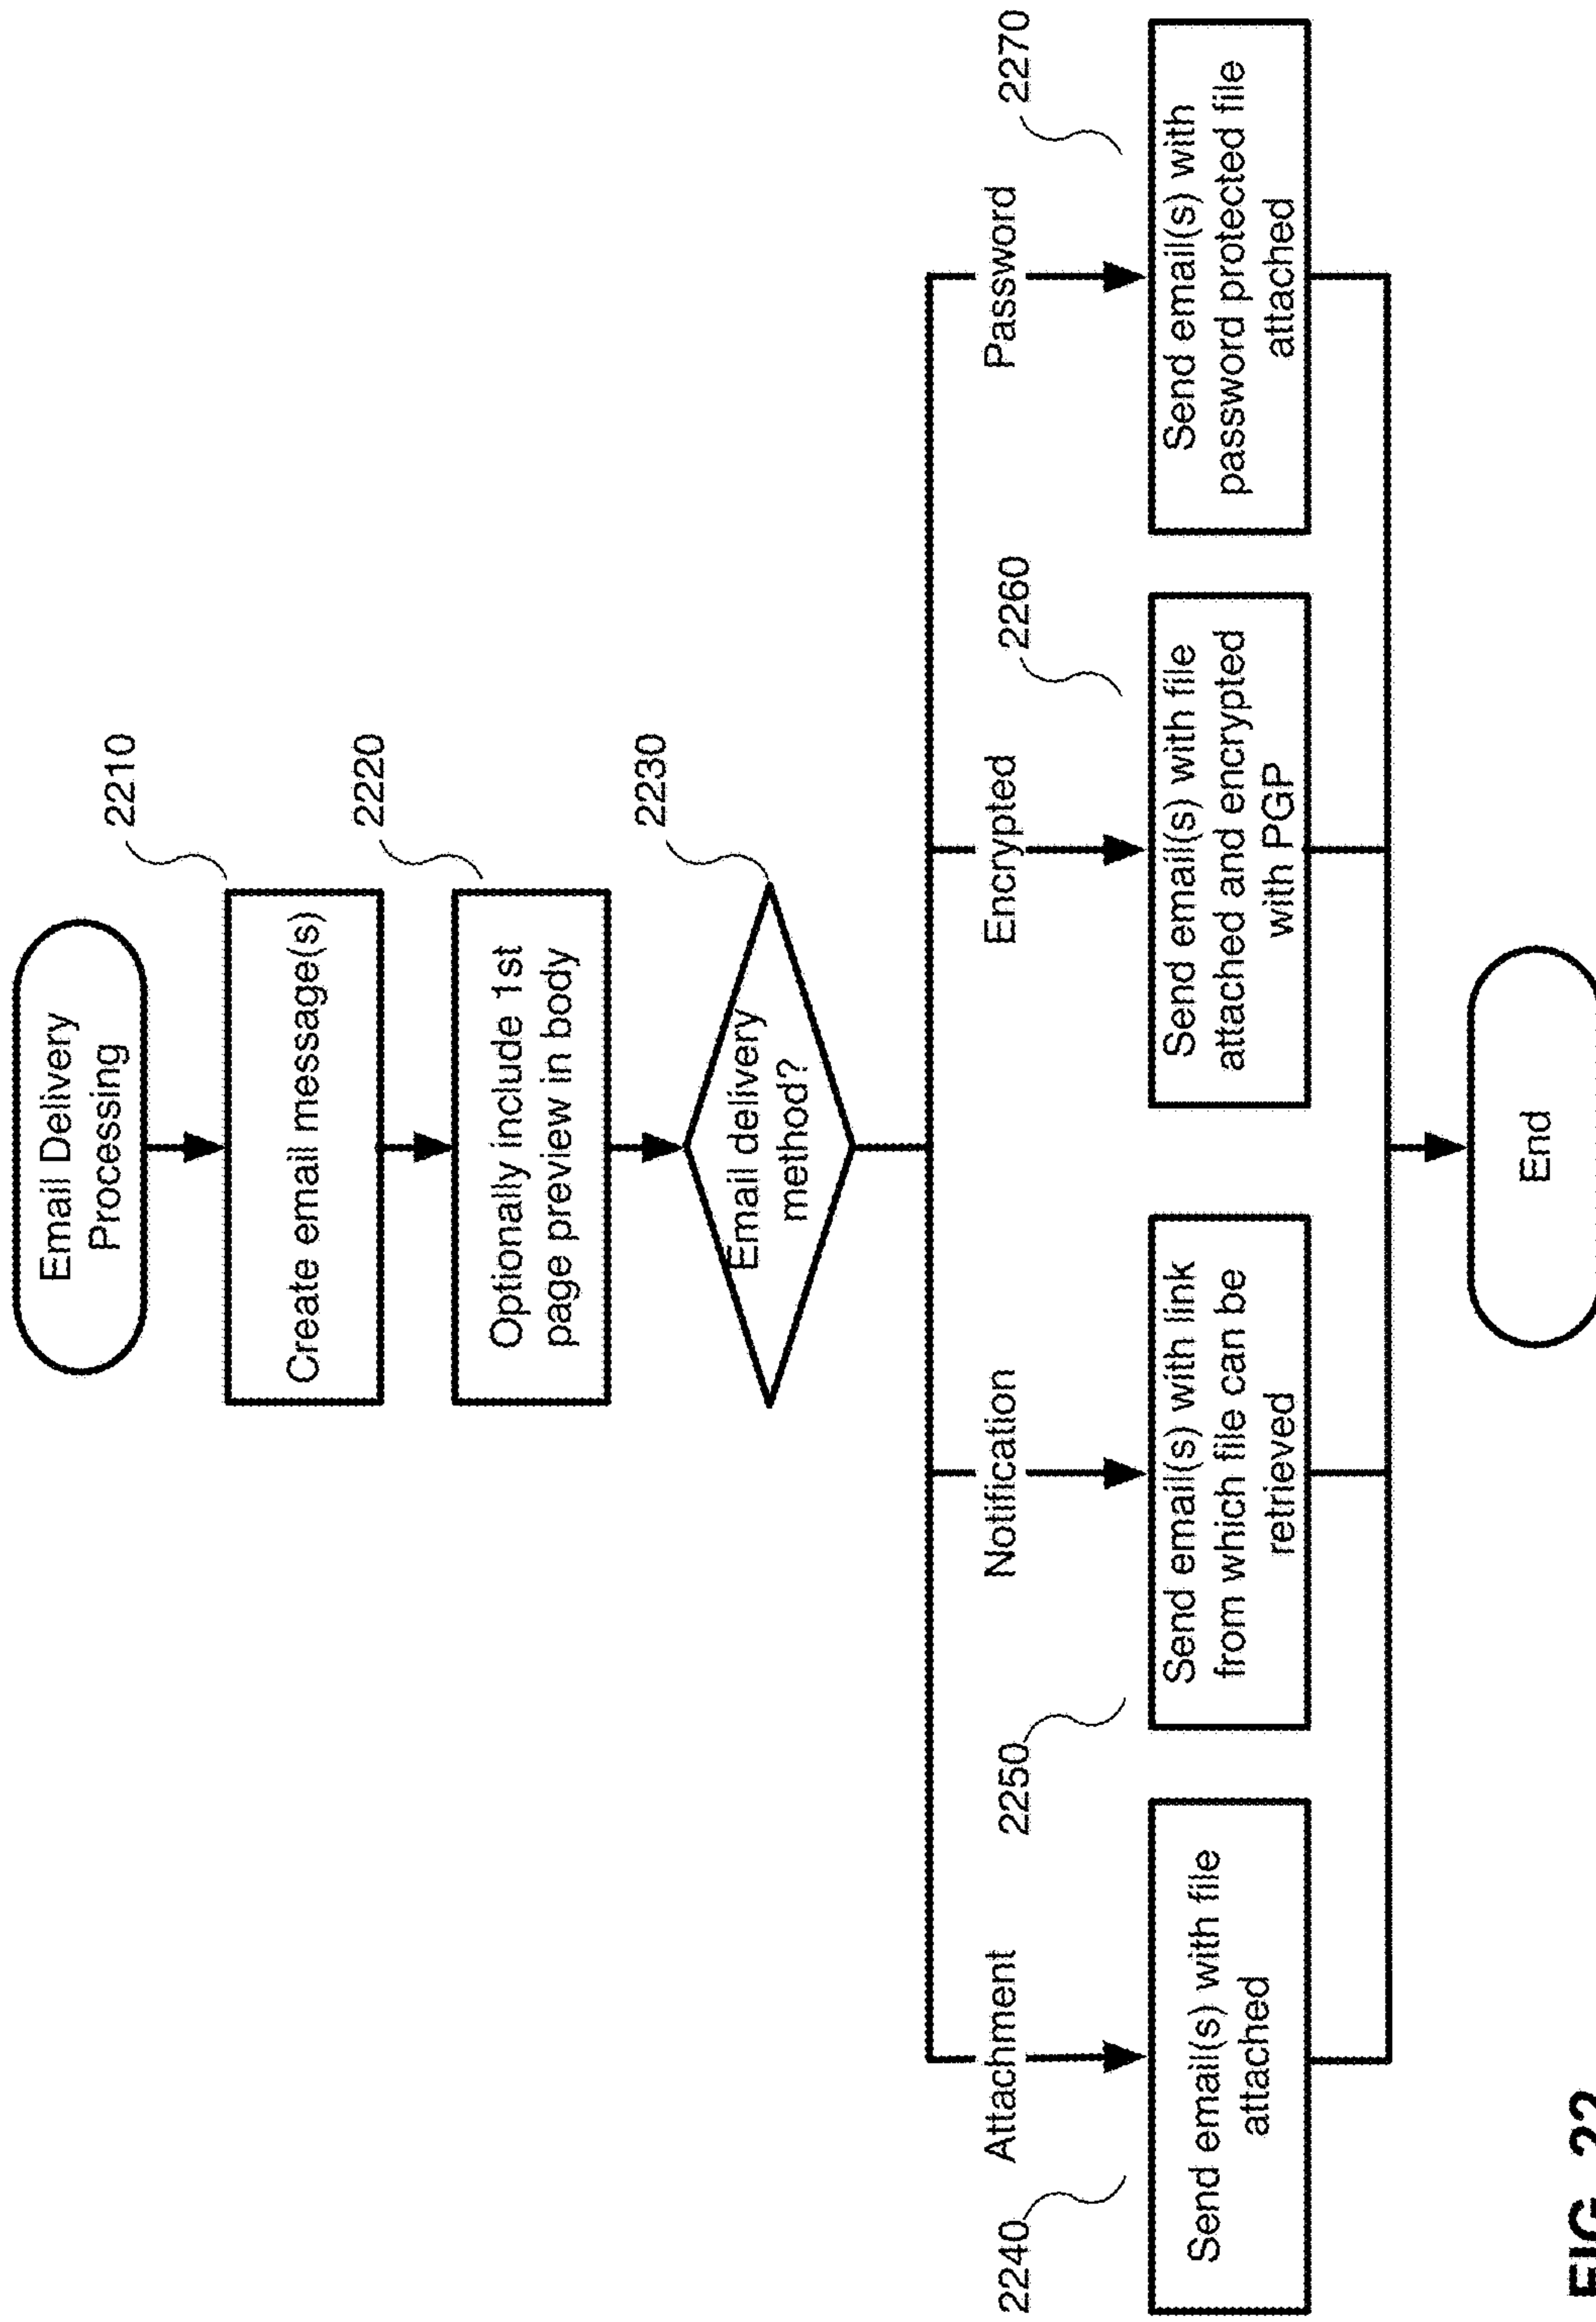 Email Delivery
Processing
2210
Create email message(s)
2220
Optionally include 1st
page preview in body
2230
Email delivery
method?
Attachment
Notification
Encrypted
Password
2240
Send email(s) with file
attached
2250
Send email(s) with link
from which file can be
retrieved
2260
Send email(s) with file
attached and encrypted
with PGP
2270
Send email(s) with
password protected file
attached
End
FIG. 22